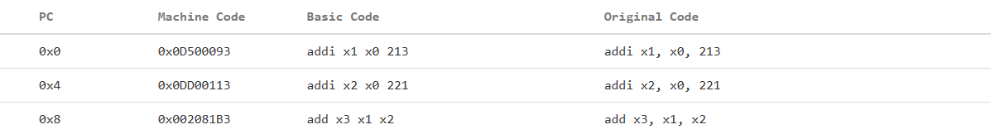 PC Machine Code Basic Code Original Code
0x0 0x0D500093 addi x1 x0 213 addi x1, x0, 213
0x4 0x0DD00113 addi x2 x0 221 addi x2, x0, 221
0x8 0x002081B3 add x3 x1 x2 add x3, x1, x2